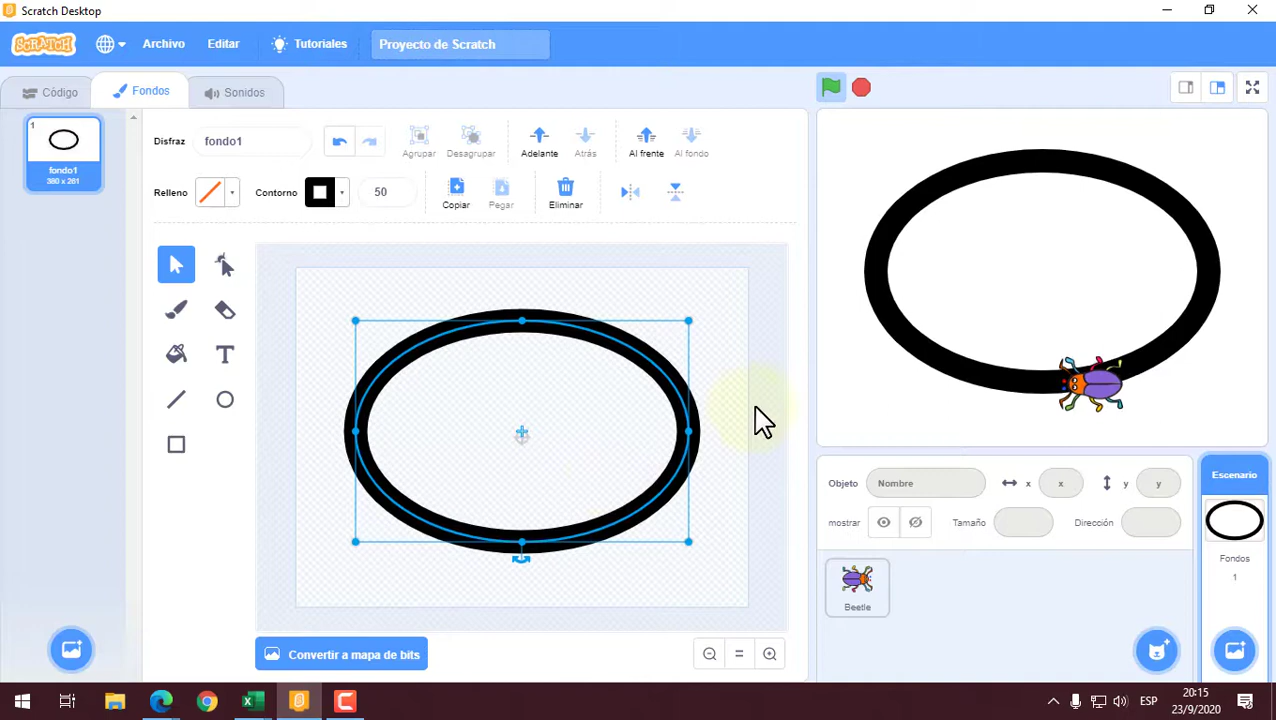 Scratch Desktop
SCRATCH Archivo Editar Tutoriales Proyecto de Scratch
Código Fondos Sonidos
1
fondo1
380 x 261
Disfraz fondo1 Agrupar Desagrupar Adelante Atrás Al frente Al fondo
Relleno Contorno 50 Copiar Pegar Eliminar
T
Convertir a mapa de bits
Objeto Nombre x x y y
mostrar Tamaño Dirección
Beetle
Escenario
Fondos
1
ESP
20:15
23/9/2020